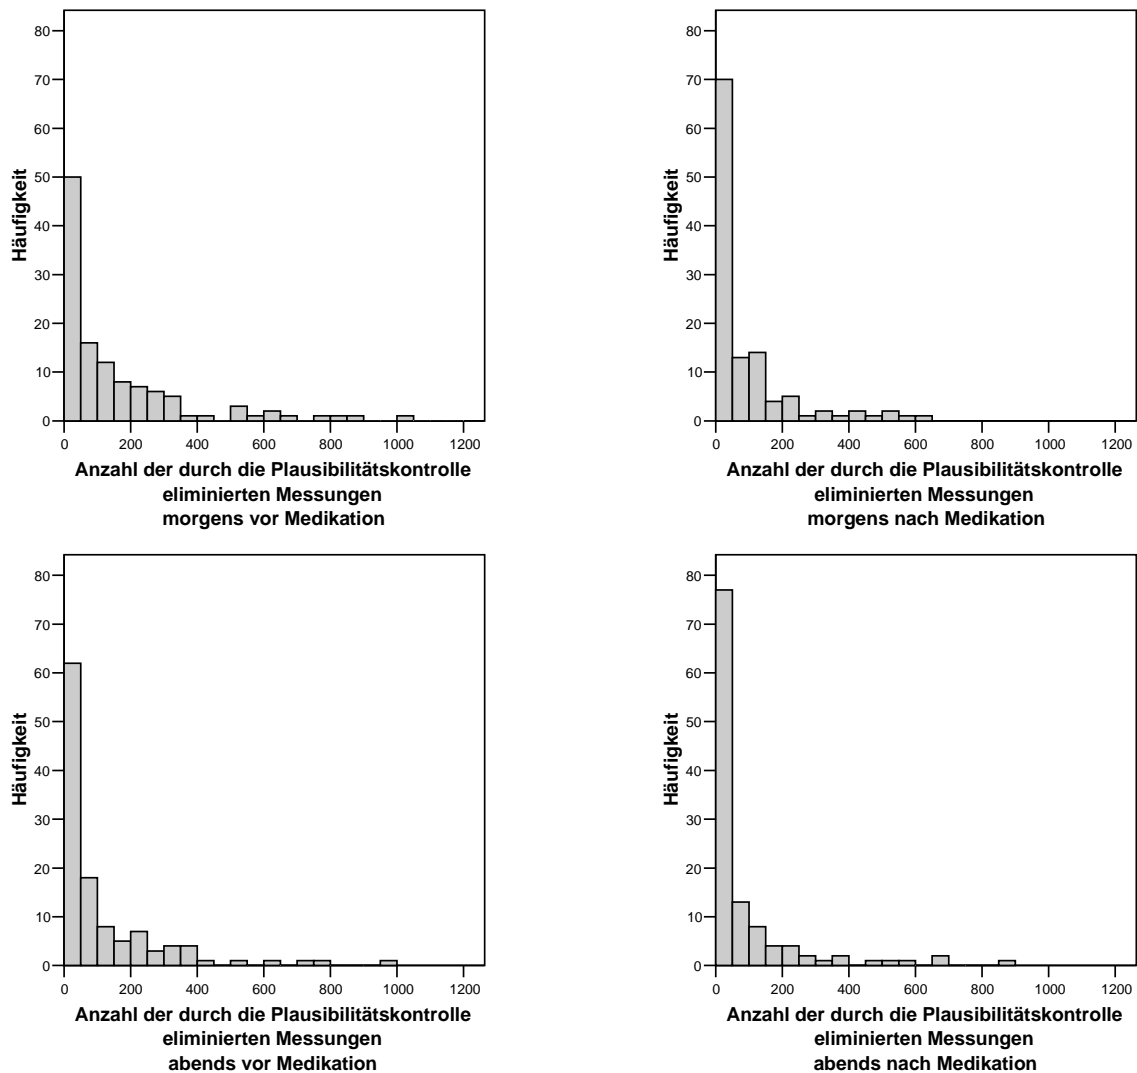 80
70
60
50
40
30
20
10
0
Häufigkeit
0 200 400 600 800 1000 1200
Anzahl der durch die Plausibilitätskontrolle
eliminierten Messungen
morgens vor Medikation
80
70
60
50
40
30
20
10
0
Häufigkeit
0 200 400 600 800 1000 1200
Anzahl der durch die Plausibilitätskontrolle
eliminierten Messungen
morgens nach Medikation
80
70
60
50
40
30
20
10
0
Häufigkeit
0 200 400 600 800 1000 1200
Anzahl der durch die Plausibilitätskontrolle
eliminierten Messungen
abends vor Medikation
80
70
60
50
40
30
20
10
0
Häufigkeit
0 200 400 600 800 1000 1200
Anzahl der durch die Plausibilitätskontrolle
eliminierten Messungen
abends nach Medikation